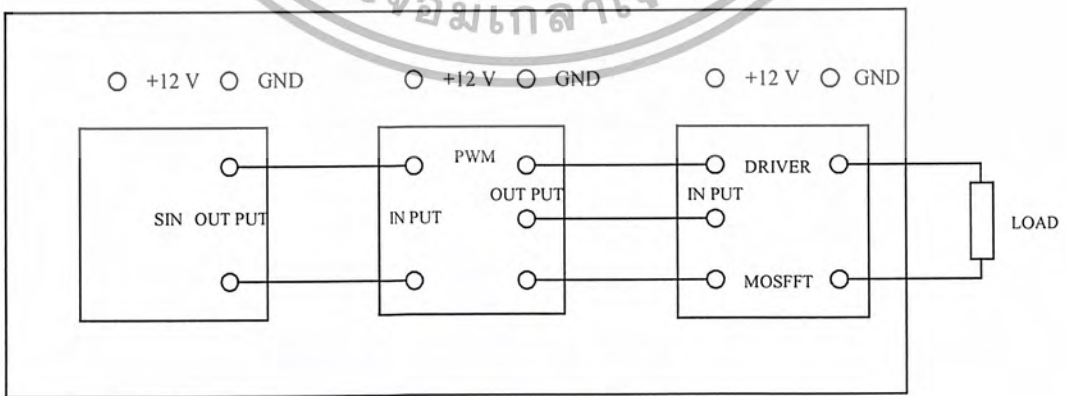 +12 V GND +12 V GND +12 V GND
PWM DRIVER
OUT PUT IN PUT
SIN OUT PUT IN PUT LOAD
MOSFFT